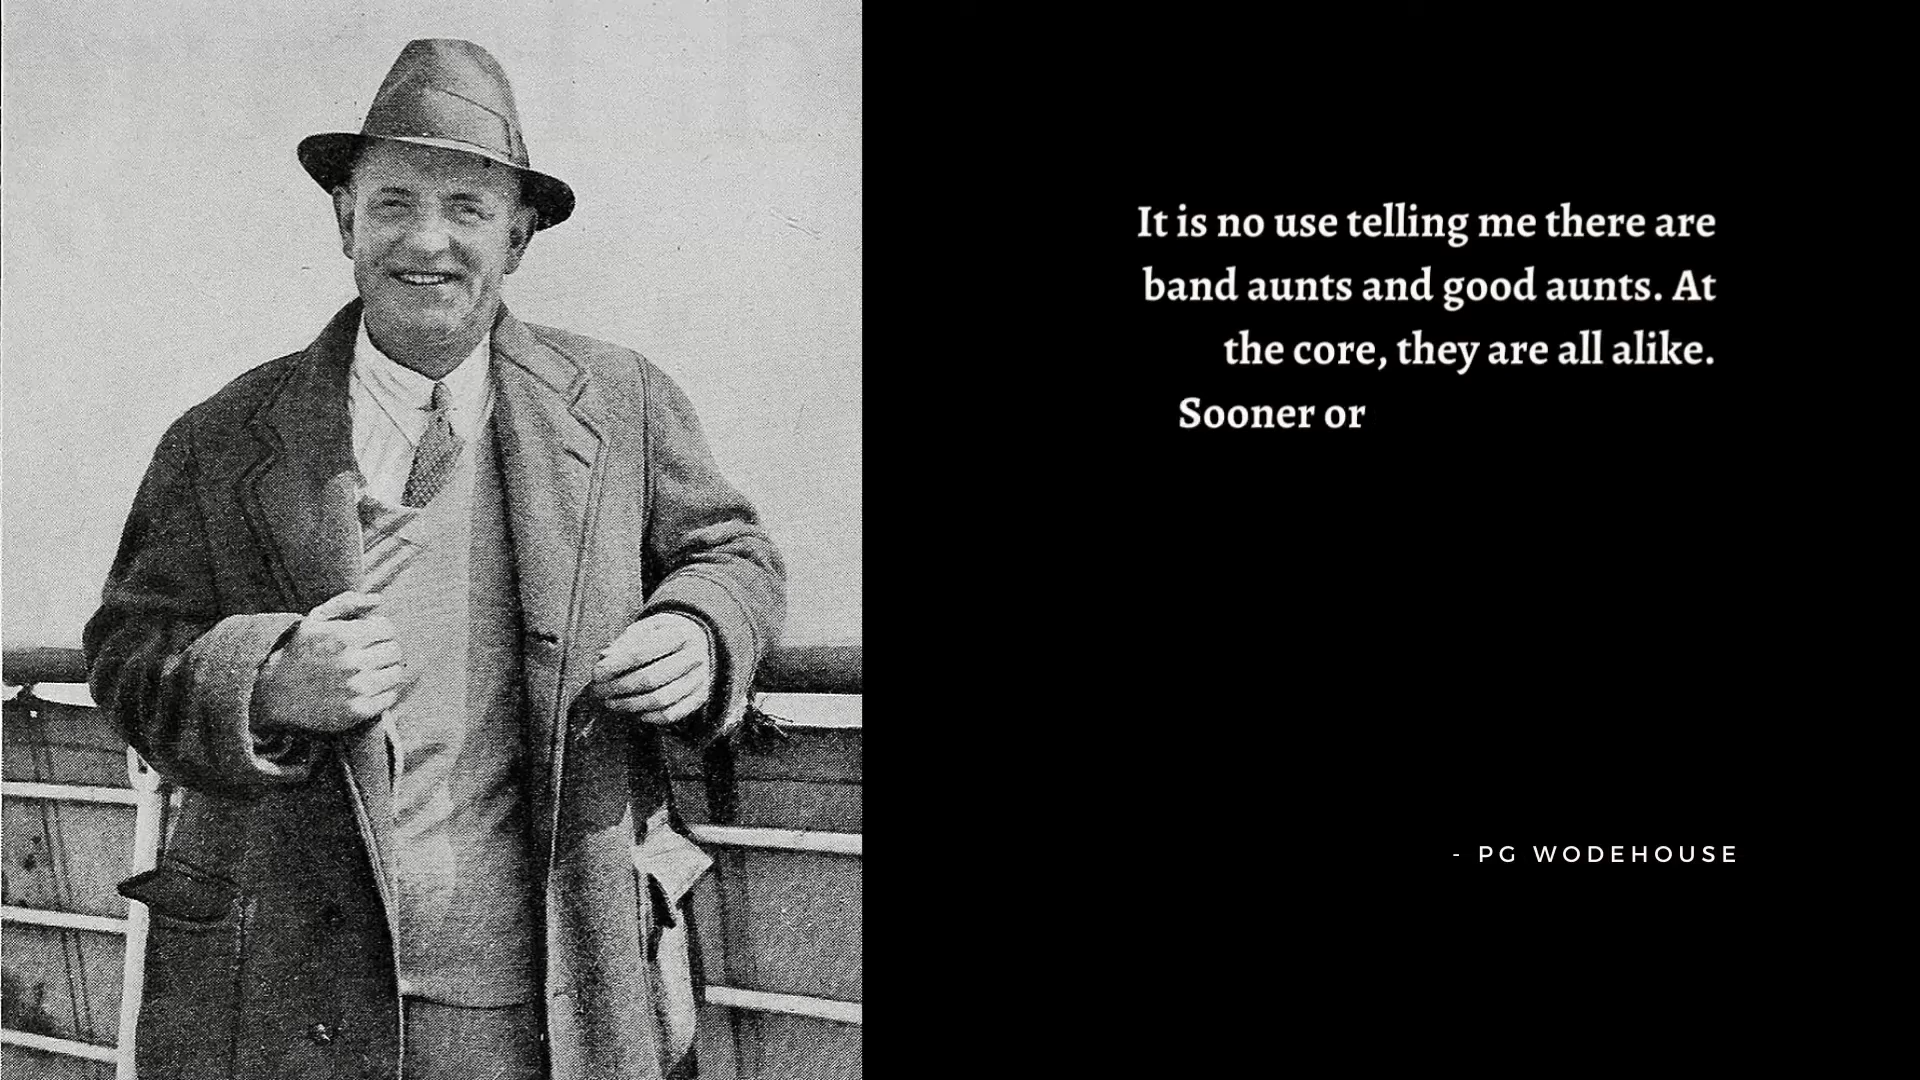 It is no use telling me there are
band aunts and good aunts. At
the core, they are all alike.
Sooner or
- PG WODEHOUSE